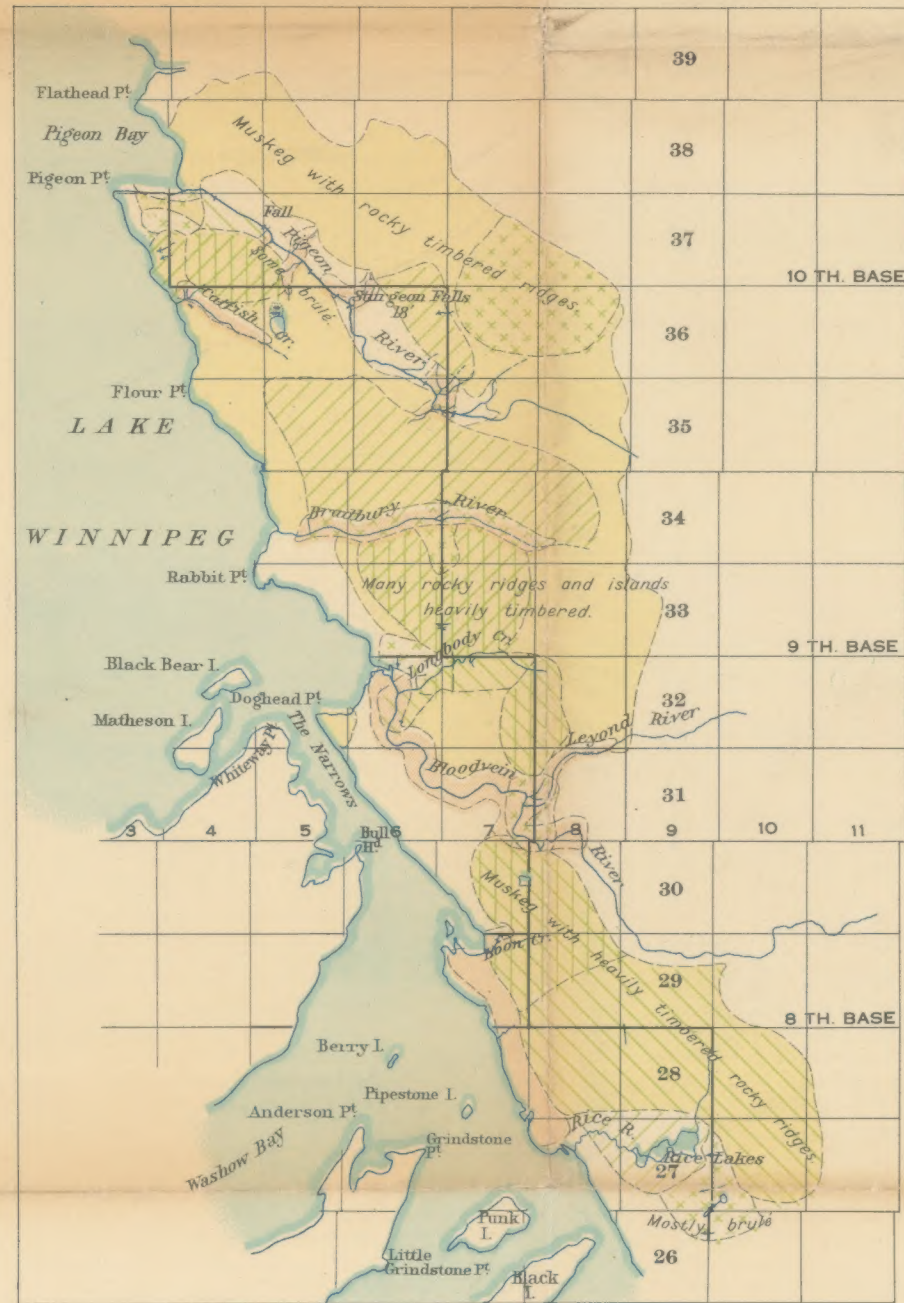 39
Flathead Pt.
Pigeon Bay
38
Muskeg with rocky timbered ridges.
Pigeon Pt.
Fall
37
Pigeon
River
Some brulé.
10 TH. BASE
Sturgeon Falls
18'
Catfish Cr.
36
Flour Pt.
35
LAKE
WINNIPEG
Bradbury River
34
Rabbit Pt.
Many rocky ridges and islands
heavily timbered.
33
Longbody Cr.
9 TH. BASE
Black Bear I.
Doghead Pt.
32
Matheson I.
Leyond River
Whiteway Pt.
The Narrows
Bloodvein
River
31
3 4 5 6 7 8 9 10 11
Bull
Hd.
30
Muskeg with heavily timbered rocky ridges.
29
8 TH. BASE
Berry I.
28
Pipestone I.
Anderson Pt.
Rice R.
Grindstone
Pt.
Washow Bay
Rice Lakes
27
Punk
I.
Mostly brulé
Little
Grindstone Pt.
26
Black
I.